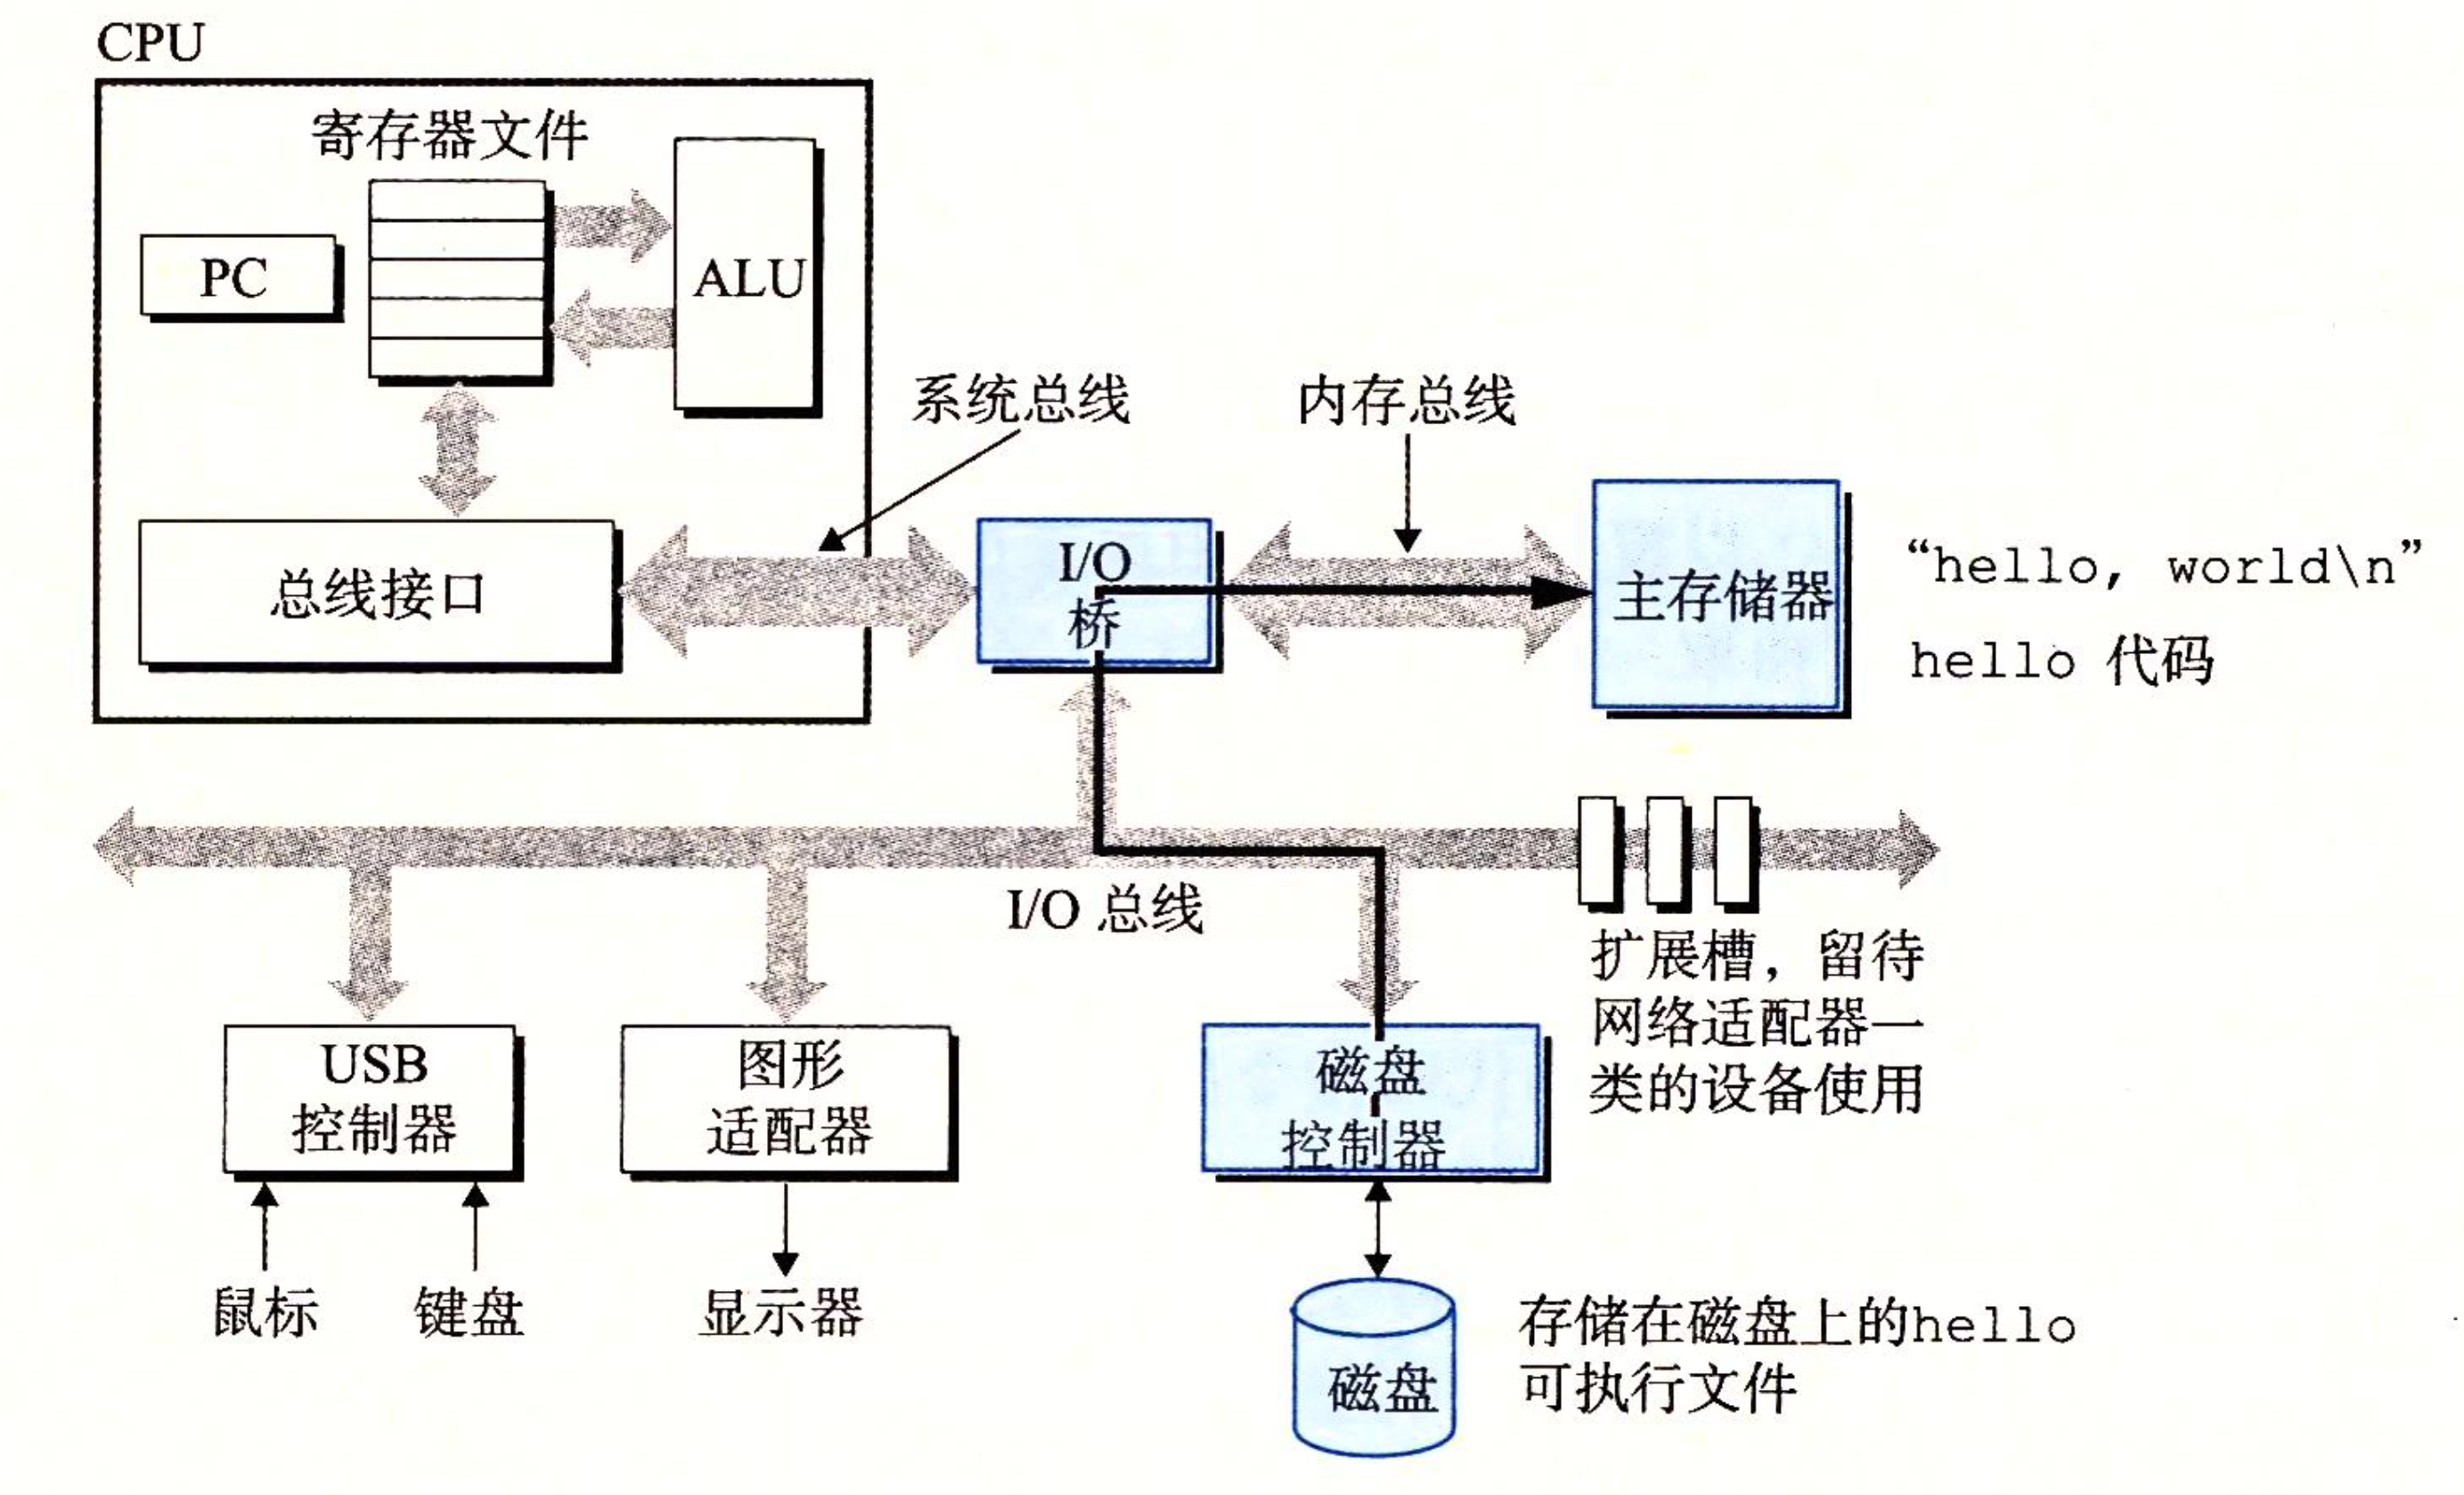 CPU
寄存器文件
PC
ALU
系统总线
内存总线
总线接口
I/O
桥
主存储器
“hello, world\n”
hello 代码
I/O 总线
扩展槽，留待
网络适配器一
类的设备使用
USB
控制器
图形
适配器
磁盘
控制器
鼠标
键盘
显示器
磁盘
存储在磁盘上的hello
可执行文件